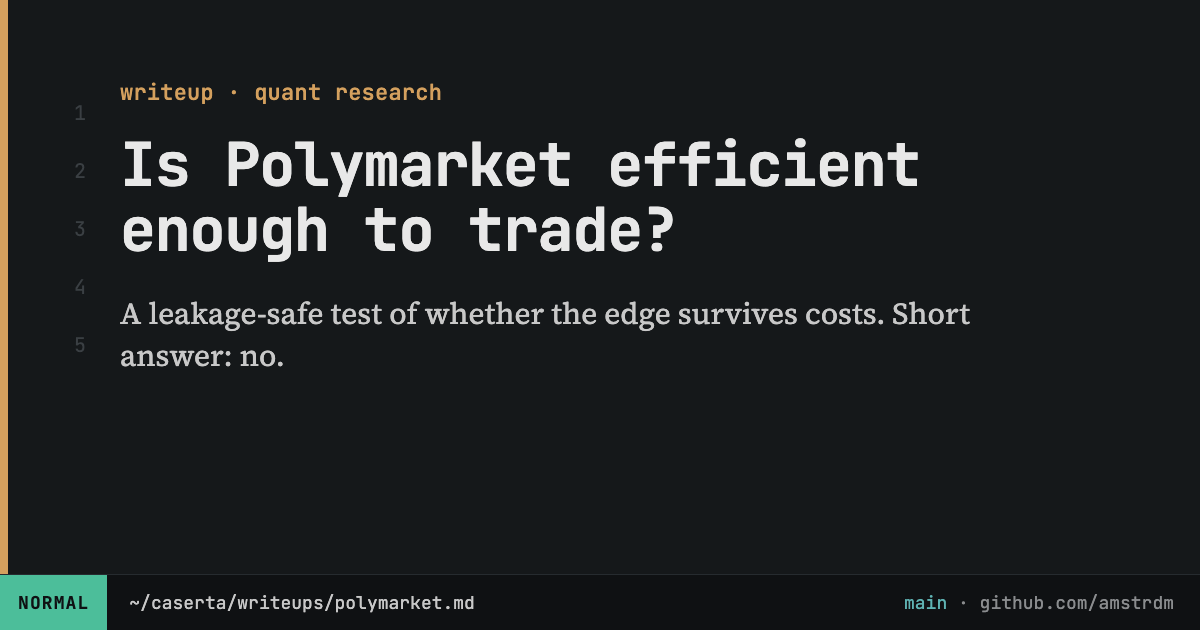 writeup · quant research
1
Is Polymarket efficient
2
enough to trade?
3
4
A leakage-safe test of whether the edge survives costs. Short
5
answer: no.
NORMAL ~/caserta/writeups/polymarket.md main · github.com/amstrdm